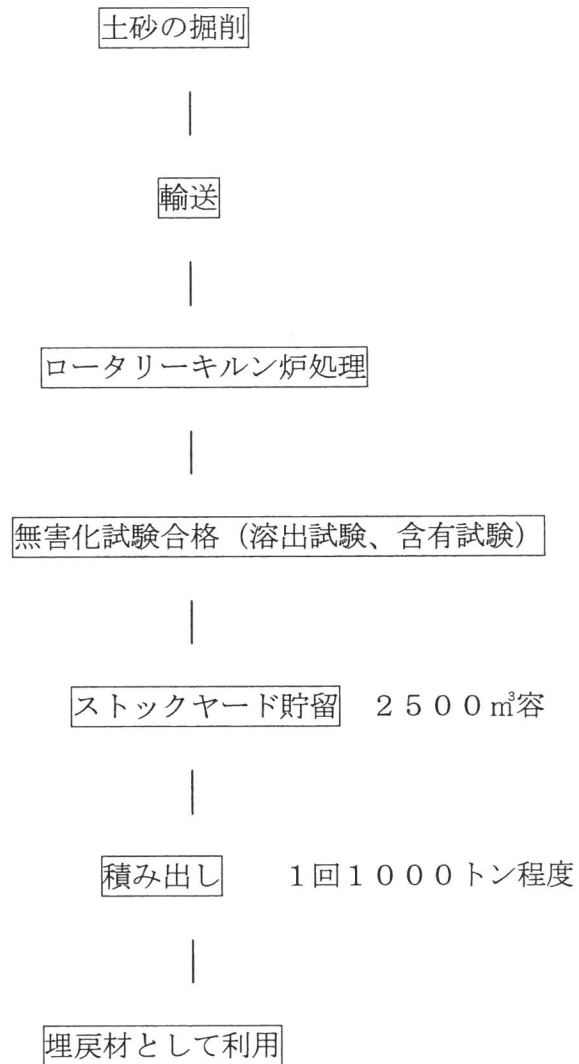 土砂の掘削
輸送
ロータリーキルン炉処理
無害化試験合格（溶出試験、含有試験）
ストックヤード貯留　２５００㎥容
積み出し　１回１０００トン程度
埋戻材として利用